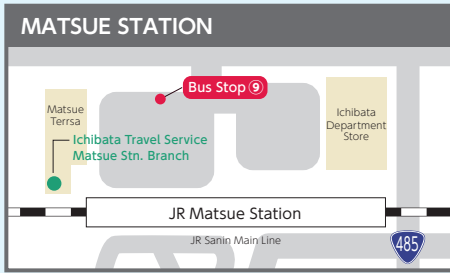 MATSUE STATION
Bus Stop ⑨
Matsue
Terrsa
Ichibata
Department
Store
Ichibata Travel Service
Matsue Stn. Branch
JR Matsue Station
JR Sanin Main Line
485